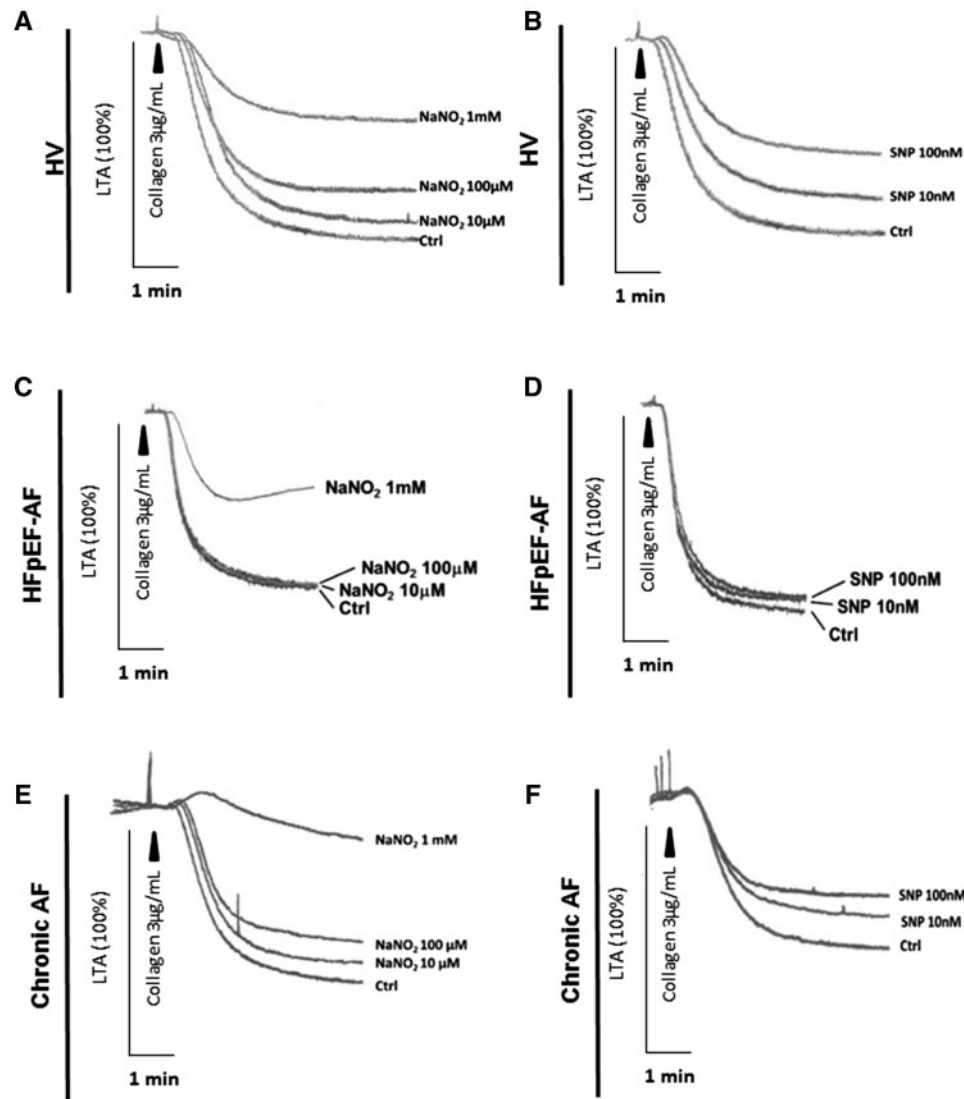 A
HV
LTA (100%)
Collagen 3µg/mL
NaNO₂ 1mM
NaNO₂ 100µM
NaNO₂ 10µM
Ctrl
1 min
B
HV
LTA (100%)
Collagen 3µg/mL
SNP 100nM
SNP 10nM
Ctrl
1 min
C
HFpEF-AF
LTA (100%)
Collagen 3µg/mL
NaNO₂ 1mM
NaNO₂ 100µM
NaNO₂ 10µM
Ctrl
1 min
D
HFpEF-AF
LTA (100%)
Collagen 3µg/mL
SNP 100nM
SNP 10nM
Ctrl
1 min
E
Chronic AF
LTA (100%)
Collagen 3µg/mL
NaNO₂ 1 mM
NaNO₂ 100 µM
NaNO₂ 10 µM
Ctrl
1 min
F
Chronic AF
LTA (100%)
Collagen 3µg/mL
SNP 100nM
SNP 10nM
Ctrl
1 min